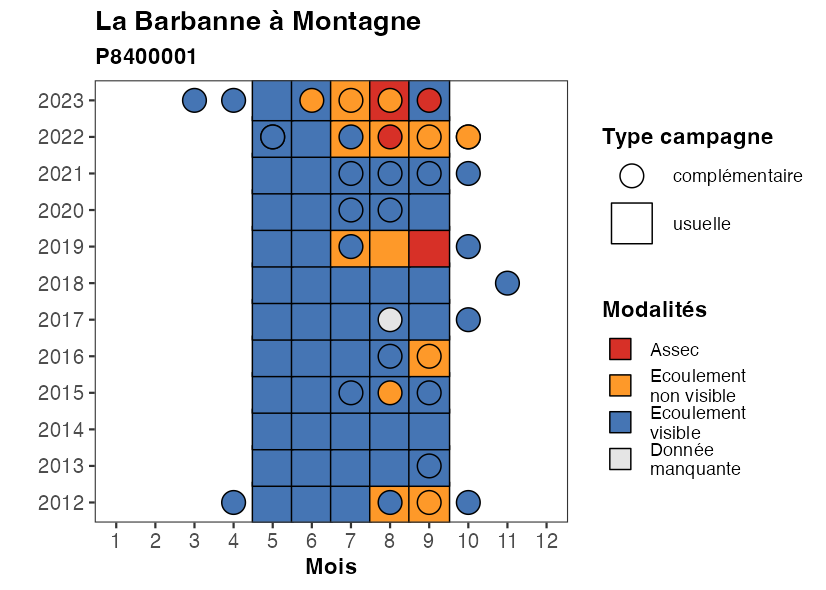 La Barbanne à Montagne
P8400001
2023
2022
2021
2020
2019
2018
2017
2016
2015
2014
2013
2012
1 2 3 4 5 6 7 8 9 10 11 12
Mois
Type campagne
complémentaire
usuelle
Modalités
Assec
Ecoulement
non visible
Ecoulement
visible
Donnée
manquante